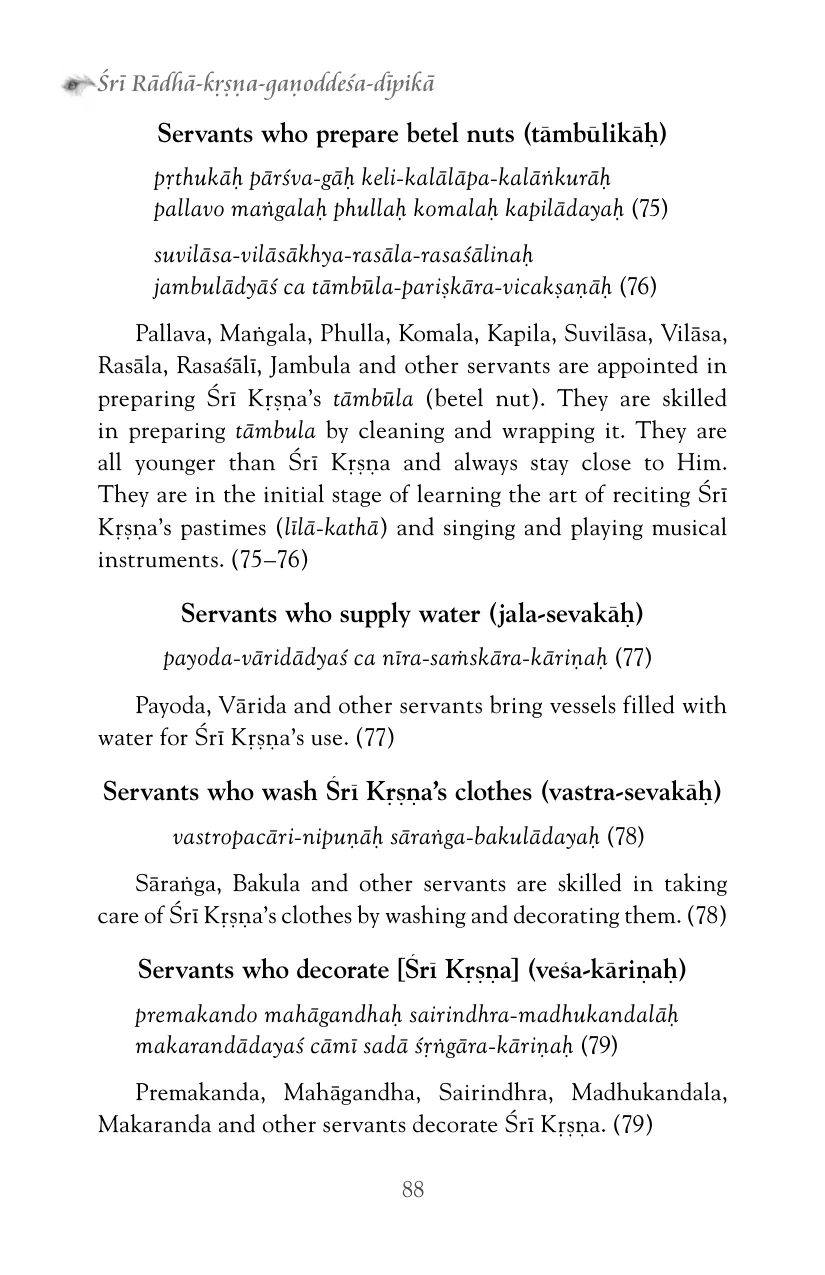 Śrī Rādhā-kṛṣṇa-gaṇoddeśa-dīpikā
Servants who prepare betel nuts (tāmbūlikāḥ)
pṛthukāḥ pārśva-gāḥ keli-kalālāpa-kalāṅkurāḥ
pallavo maṅgalaḥ phullaḥ komalaḥ kapilādayaḥ (75)
suvilāsa-vilāsākhya-rasāla-rasaśālinaḥ
jambulādyāś ca tāmbūla-pariṣkāra-vicakṣaṇāḥ (76)
Pallava, Maṅgala, Phulla, Komala, Kapila, Suvilāsa, Vilāsa,
Rasāla, Rasaśālī, Jambula and other servants are appointed in
preparing Śrī Kṛṣṇa’s tāmbūla (betel nut). They are skilled
in preparing tāmbula by cleaning and wrapping it. They are
all younger than Śrī Kṛṣṇa and always stay close to Him.
They are in the initial stage of learning the art of reciting Śrī
Kṛṣṇa’s pastimes (līlā-kathā) and singing and playing musical
instruments. (75–76)
Servants who supply water (jala-sevakāḥ)
payoda-vāridādyaś ca nīra-saṁskāra-kāriṇaḥ (77)
Payoda, Vārida and other servants bring vessels filled with
water for Śrī Kṛṣṇa’s use. (77)
Servants who wash Śrī Kṛṣṇa’s clothes (vastra-sevakāḥ)
vastropacāri-nipuṇāḥ sāraṅga-bakulādayaḥ (78)
Sāraṅga, Bakula and other servants are skilled in taking
care of Śrī Kṛṣṇa’s clothes by washing and decorating them. (78)
Servants who decorate [Śrī Kṛṣṇa] (veśa-kāriṇaḥ)
premakando mahāgandhaḥ sairindhra-madhukandalāḥ
makarandādayaś cāmī sadā śṛṅgāra-kāriṇaḥ (79)
Premakanda, Mahāgandha, Sairindhra, Madhukandala,
Makaranda and other servants decorate Śrī Kṛṣṇa. (79)
88